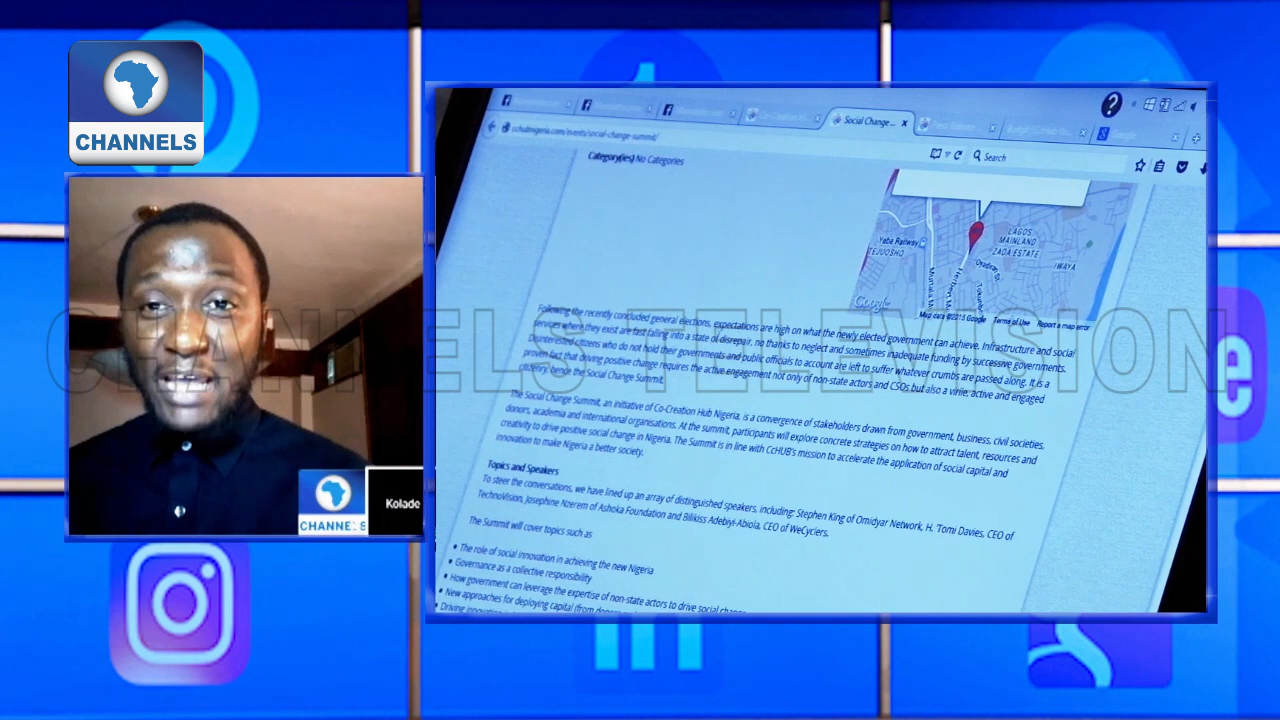 CHANNELS
Social Change...
cchubnigeria.com/events/social-change-summit/
Search
Category(ies) No Categories
Yaba Railway
TEJUOSHO
LAGOS
MAINLAND
ZADA ESTATE
IWAYA
Google
Map data ©2015 Google Terms of Use Report a map error
CHANNELS TELEVISION
Following the recently concluded general elections, expectations are high on what the newly elected government can achieve. Infrastructure and social
services where they exist are fast falling into a state of disrepair, no thanks to neglect and sometimes inadequate funding by successive governments.
Disinterested citizens who do not hold their governments and public officials to account are left to suffer whatever crumbs are passed along. It is a
proven fact that driving positive change requires the active engagement not only of non-state actors and CSOs but also a virile, active and engaged
citizenry, hence the Social Change Summit.
The Social Change Summit, an initiative of Co-Creation Hub Nigeria, is a convergence of stakeholders drawn from government, business, civil societies,
donors, academia and international organisations. At the summit, participants will explore concrete strategies on how to attract talent, resources and
creativity to drive positive social change in Nigeria. The Summit is in line with CcHUB's mission to accelerate the application of social capital and
innovation to make Nigeria a better society.
Topics and Speakers
To steer the conversations, we have lined up an array of distinguished speakers, including: Stephen King of Omidyar Network, H. 'Tomi Davies, CEO of
TechnoVision, Josephine Nzerem of Ashoka Foundation and Bilikiss Adebiyi-Abiola, CEO of WeCyclers.
The Summit will cover topics such as
• The role of social innovation in achieving the new Nigeria
• Governance as a collective responsibility
• How government can leverage the expertise of non-state actors to drive social change
• New approaches for deploying capital (from
• Driving
CHANNELS
Kolade